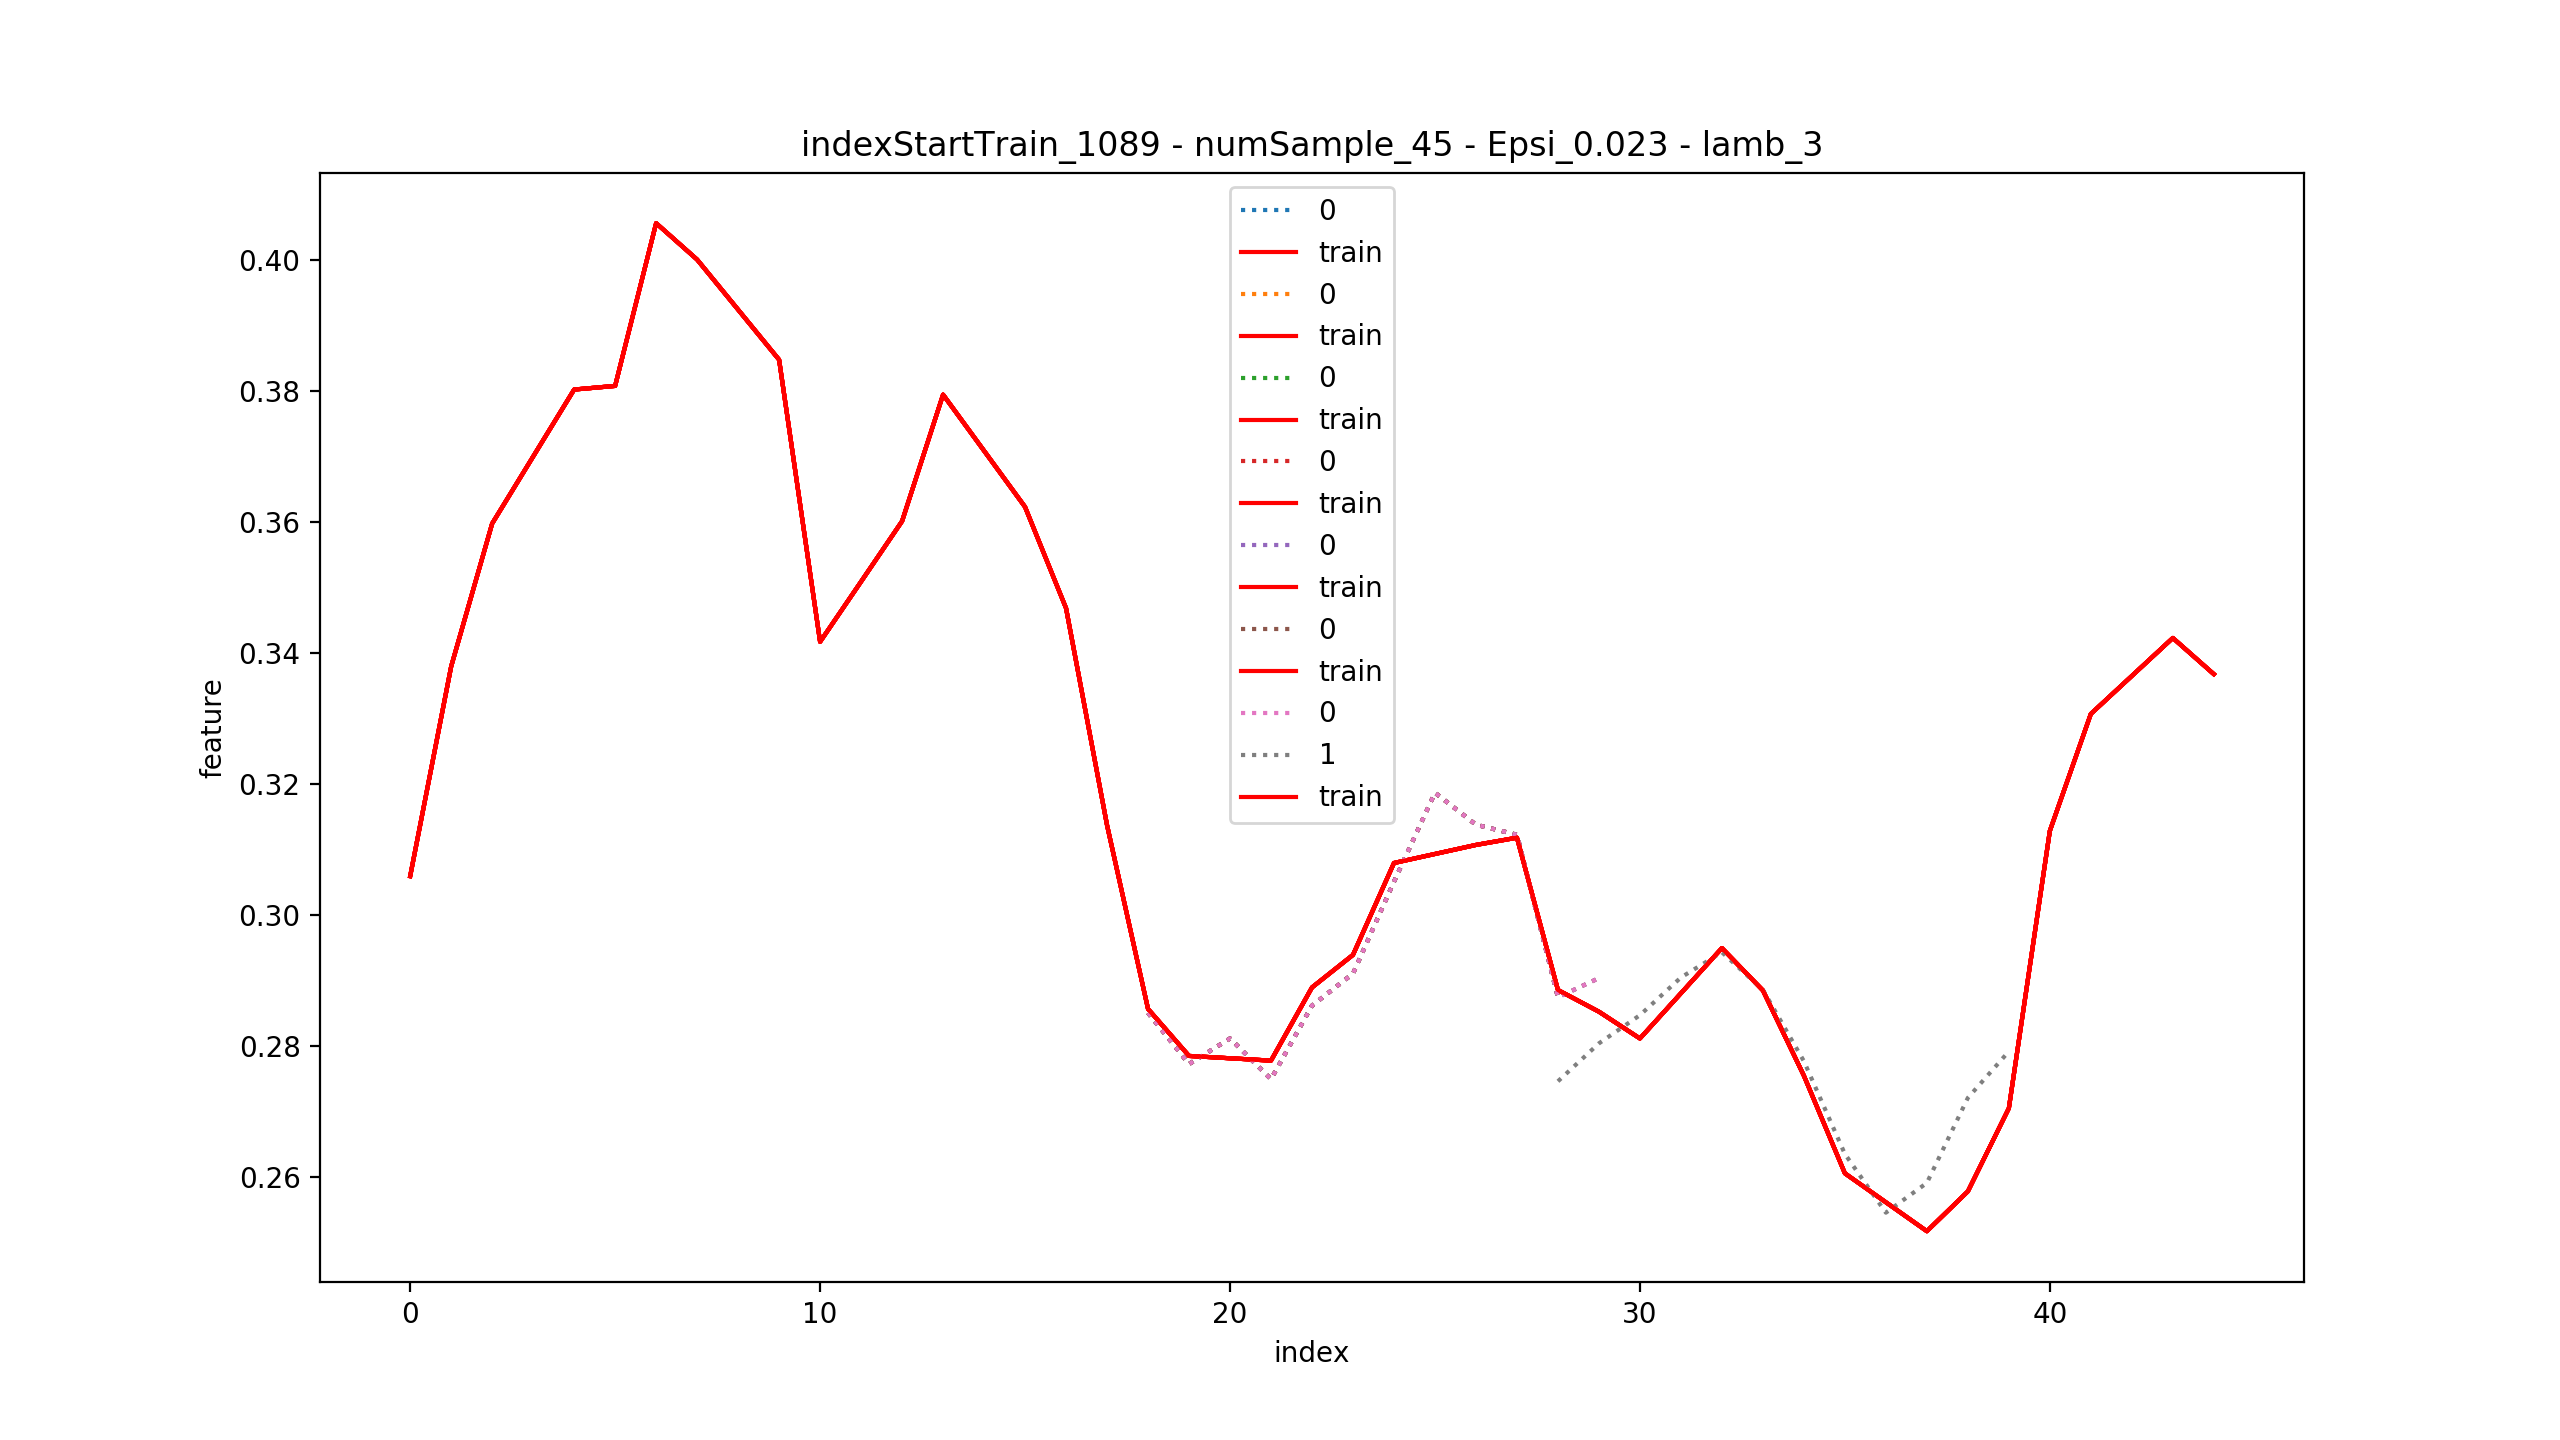 indexStartTrain_1089 - numSample_45 - Epsi_0.023 - lamb_3
0
train
0
train
0
train
0
train
0
train
0
train
0
1
train
0.40
0.38
0.36
0.34
0.32
0.30
0.28
0.26
feature
0 10 20 30 40
index